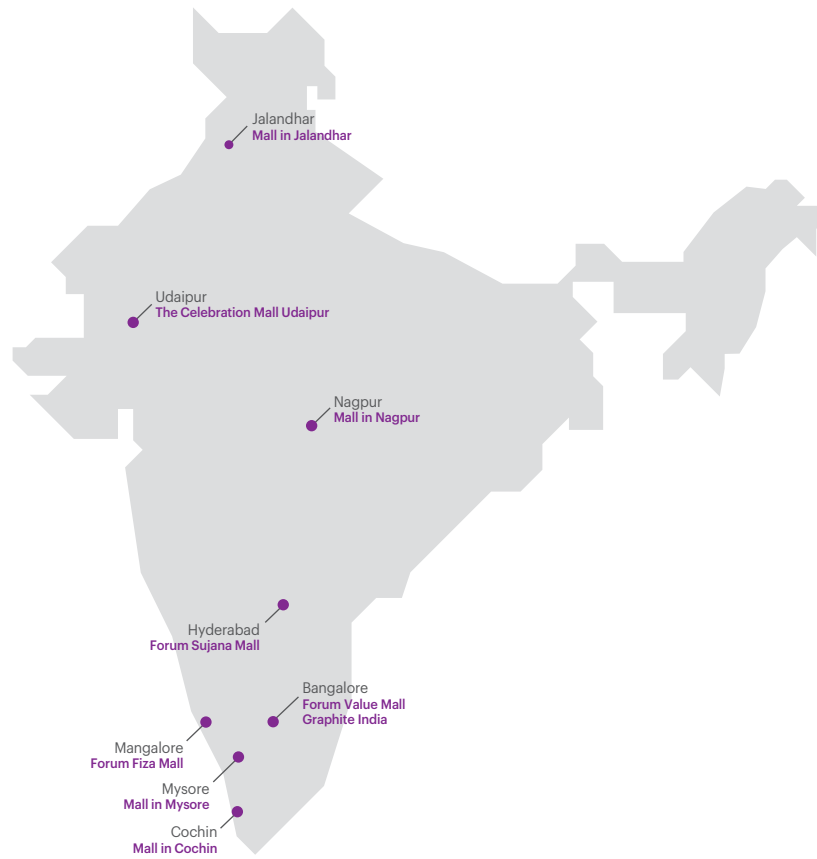 Jalandhar
Mall in Jalandhar
Udaipur
The Celebration Mall Udaipur
Nagpur
Mall in Nagpur
Hyderabad
Forum Sujana Mall
Bangalore
Forum Value Mall
Graphite India
Mangalore
Forum Fiza Mall
Mysore
Mall in Mysore
Cochin
Mall in Cochin